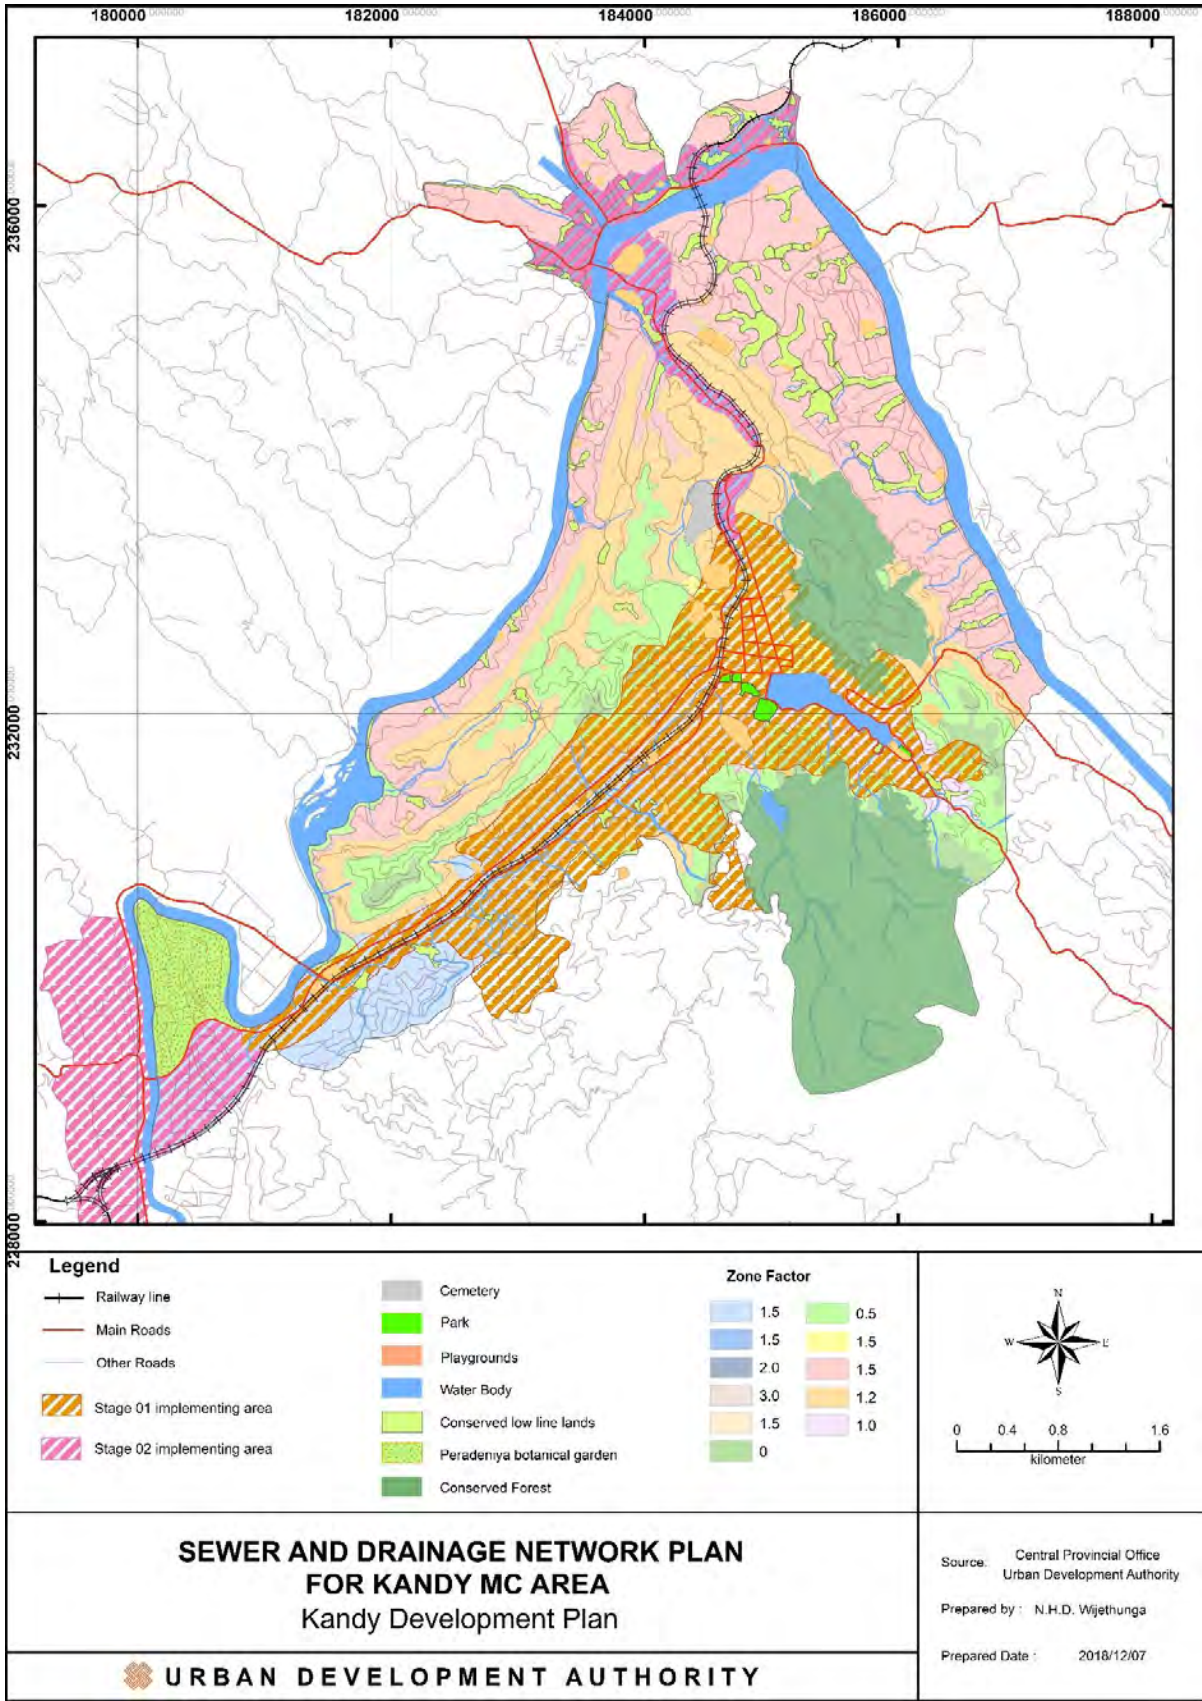 180000 182000 184000 186000 188000
236000
232000
228000
Legend
Railway line
Main Roads
Other Roads
Stage 01 implementing area
Stage 02 implementing area
Cemetery
Park
Playgrounds
Water Body
Conserved low line lands
Peradeniya botanical garden
Conserved Forest
Zone Factor
1.5 0.5
1.5 1.5
2.0 1.5
3.0 1.2
1.5 1.0
0
N
W E
S
0 0.4 0.8 1.6
kilometer
SEWER AND DRAINAGE NETWORK PLAN
FOR KANDY MC AREA
Kandy Development Plan
URBAN DEVELOPMENT AUTHORITY
Source: Central Provincial Office
Urban Development Authority
Prepared by : N.H.D. Wijethunga
Prepared Date : 2018/12/07